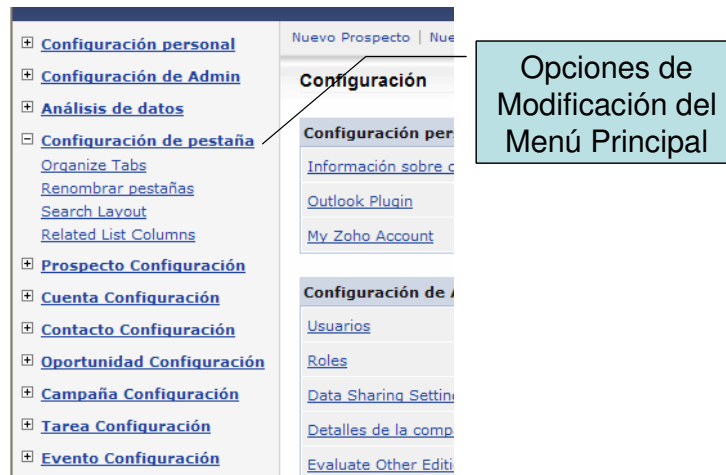 Configuración personal
Configuración de Admin
Análisis de datos
Configuración de pestaña
Organize Tabs
Renombrar pestañas
Search Layout
Related List Columns
Prospecto Configuración
Cuenta Configuración
Contacto Configuración
Oportunidad Configuración
Campaña Configuración
Tarea Configuración
Evento Configuración
Nuevo Prospecto | Nue
Configuración
Configuración per
Información sobre c
Outlook Plugin
My Zoho Account
Configuración de
Usuarios
Roles
Data Sharing Settin
Detalles de la comp
Evaluate Other Editi
Opciones de
Modificación del
Menú Principal